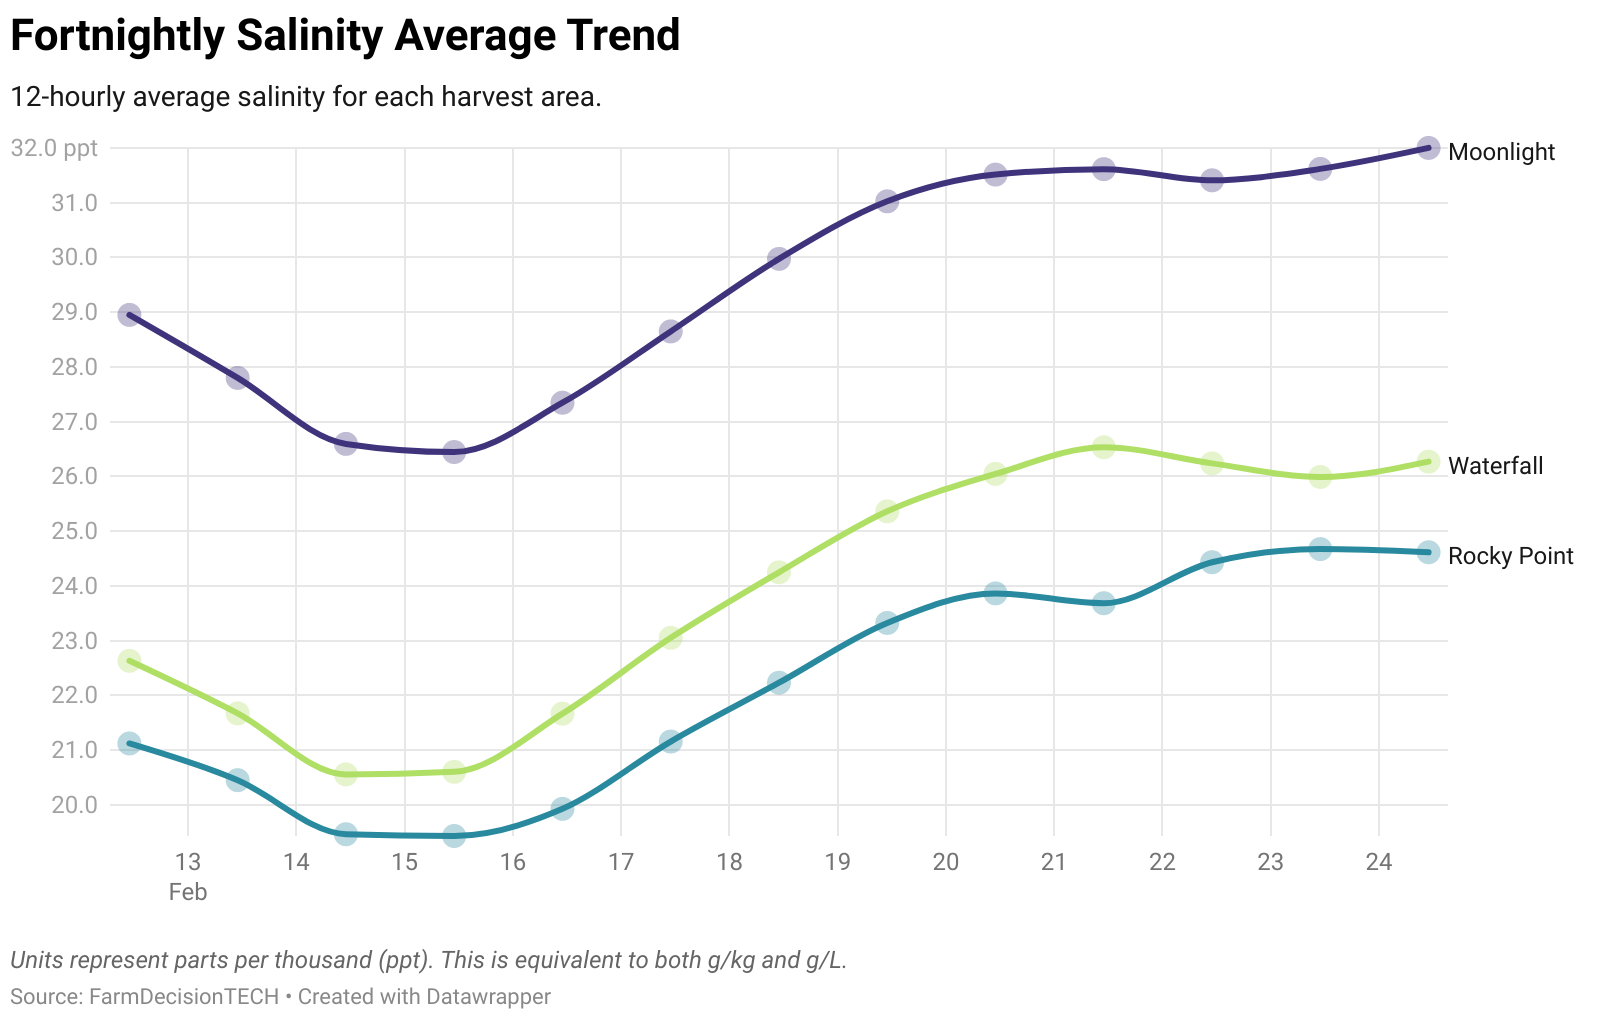 Fortnightly Salinity Average Trend
12-hourly average salinity for each harvest area.
32.0 ppt
31.0
30.0
29.0
28.0
27.0
26.0
25.0
24.0
23.0
22.0
21.0
20.0
Moonlight
Waterfall
Rocky Point
13 14 15 16 17 18 19 20 21 22 23 24
Feb
Units represent parts per thousand (ppt). This is equivalent to both g/kg and g/L.
Source: FarmDecisionTECH • Created with Datawrapper